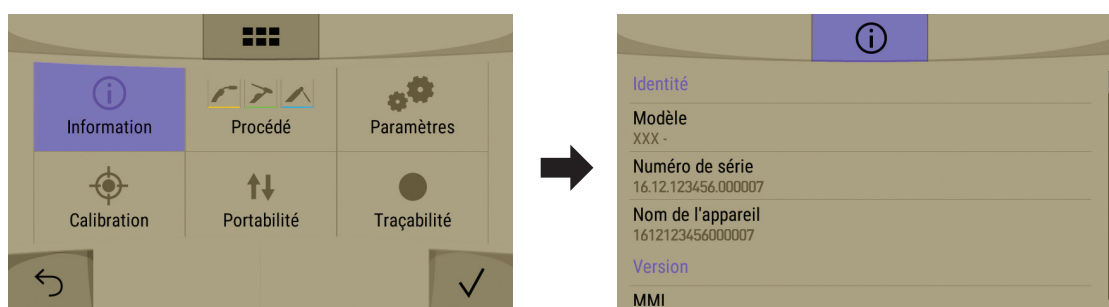 Information
Procédé
Paramètres
Calibration
Portabilité
Traçabilité
Identité
Modèle
XXX -
Numéro de série
16.12.123456.000007
Nom de l'appareil
1612123456000007
Version
MMI